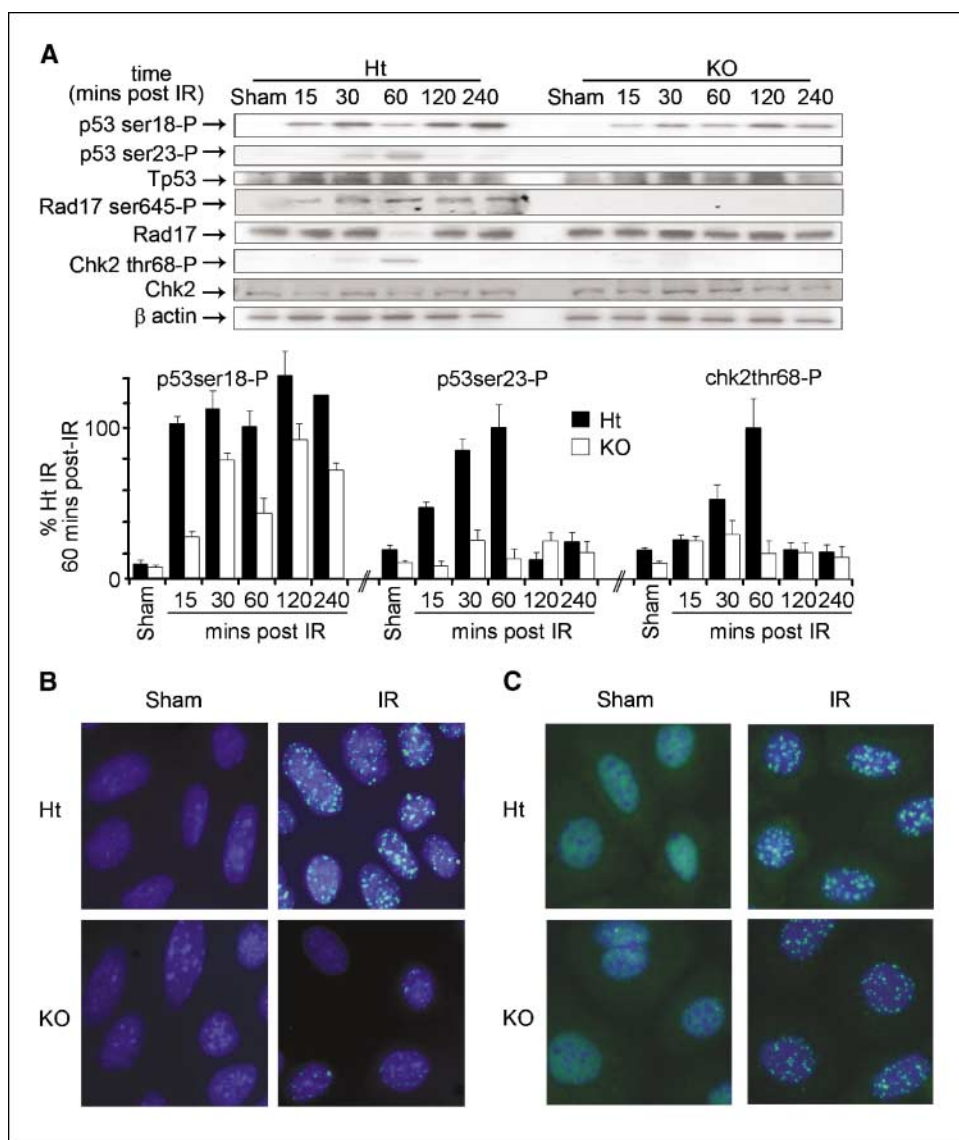 A
time
(mins post IR)
Ht
KO
Sham 15 30 60 120 240
Sham 15 30 60 120 240
p53 ser18-P →
p53 ser23-P →
Tp53 →
Rad17 ser645-P →
Rad17 →
Chk2 thr68-P →
Chk2 →
β actin →
p53ser18-P
p53ser23-P
chk2thr68-P
% Ht IR
60 mins post-IR
100
0
Ht
KO
Sham 15 30 60 120 240
mins post IR
Sham 15 30 60 120 240
mins post IR
Sham 15 30 60 120 240
mins post IR
B
Sham
IR
Ht
KO
C
Sham
IR
Ht
KO